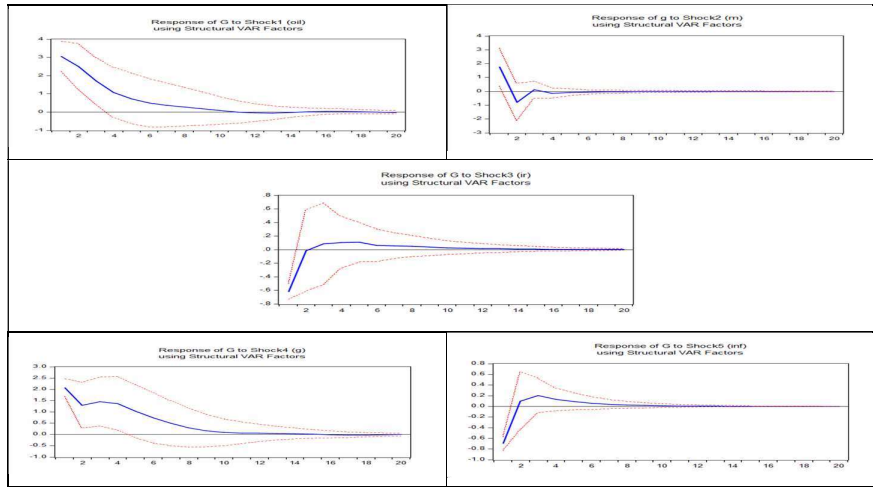 Response of G to Shock1 (oil)
using Structural VAR Factors
4
3
2
1
0
-1
2 4 6 8 10 12 14 16 18 20
Response of g to Shock2 (m)
using Structural VAR Factors
4
3
2
1
0
-1
-2
-3
2 4 6 8 10 12 14 16 18 20
Response of G to Shock3 (ir)
using Structural VAR Factors
.8
.6
.4
.2
.0
-.2
-.4
-.6
-.8
2 4 6 8 10 12 14 16 18 20
Response of G to Shock4 (g)
using Structural VAR Factors
3.0
2.5
2.0
1.5
1.0
0.5
0.0
-0.5
-1.0
2 4 6 8 10 12 14 16 18 20
Response of G to Shock5 (inf)
using Structural VAR Factors
0.8
0.6
0.4
0.2
0.0
-0.2
-0.4
-0.6
-0.8
-1.0
2 4 6 8 10 12 14 16 18 20